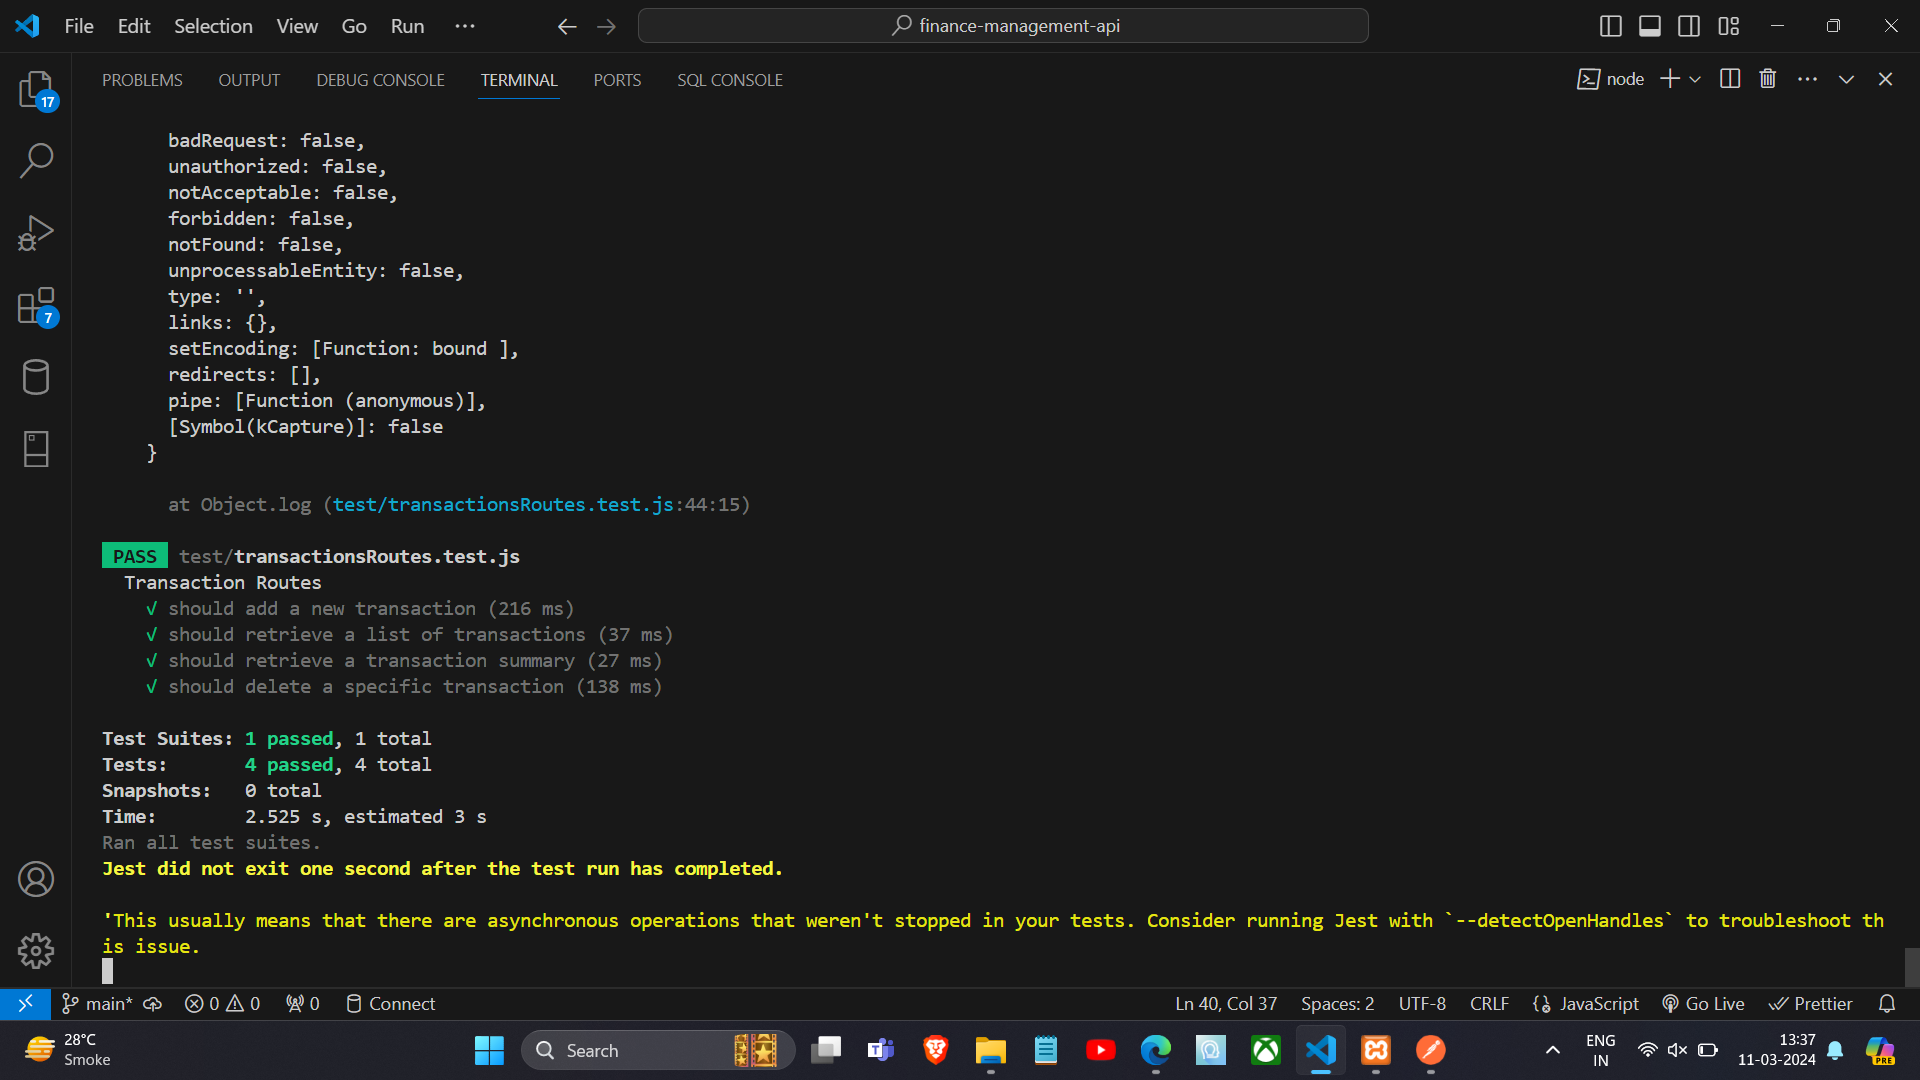 File Edit Selection View Go Run ···
finance-management-api
PROBLEMS OUTPUT DEBUG CONSOLE TERMINAL PORTS SQL CONSOLE
node
17
7
badRequest: false,
unauthorized: false,
notAcceptable: false,
forbidden: false,
notFound: false,
unprocessableEntity: false,
type: '',
links: {},
setEncoding: [Function: bound ],
redirects: [],
pipe: [Function (anonymous)],
[Symbol(kCapture)]: false
}
at Object.log (test/transactionsRoutes.test.js:44:15)
PASS test/transactionsRoutes.test.js
Transaction Routes
√ should add a new transaction (216 ms)
√ should retrieve a list of transactions (37 ms)
√ should retrieve a transaction summary (27 ms)
√ should delete a specific transaction (138 ms)
Test Suites: 1 passed, 1 total
Tests: 4 passed, 4 total
Snapshots: 0 total
Time: 2.525 s, estimated 3 s
Ran all test suites.
Jest did not exit one second after the test run has completed.
'This usually means that there are asynchronous operations that weren't stopped in your tests. Consider running Jest with `--detectOpenHandles` to troubleshoot th
is issue.
main* 0 0 0 Connect Ln 40, Col 37 Spaces: 2 UTF-8 CRLF JavaScript Go Live Prettier
28°C
Smoke
Search
ENG
IN
13:37
11-03-2024
PRE